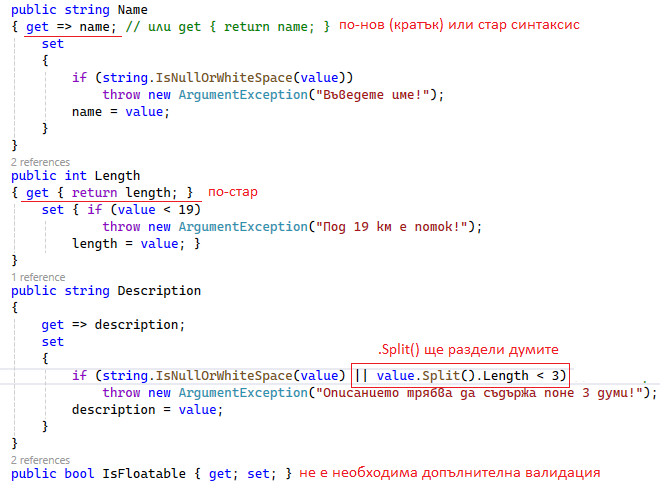 public string Name
{ get => name; // или get { return name; } по-нов (кратък) или стар синтаксис
set
{
if (string.IsNullOrWhiteSpace(value))
throw new ArgumentException("Въведете име!");
name = value;
}
}
2 references
public int Length
{ get { return length; } по-стар
set { if (value < 19)
throw new ArgumentException("Под 19 км е поток!");
length = value; }
}
1 reference
public string Description
{
get => description;
.Split() ще раздели думите
set
{
if (string.IsNullOrWhiteSpace(value) || value.Split().Length < 3)
throw new ArgumentException("Описанието трябва да съдържа поне 3 думи!");
description = value;
}
}
2 references
public bool IsFloatable { get; set; } не е необходима допълнителна валидация